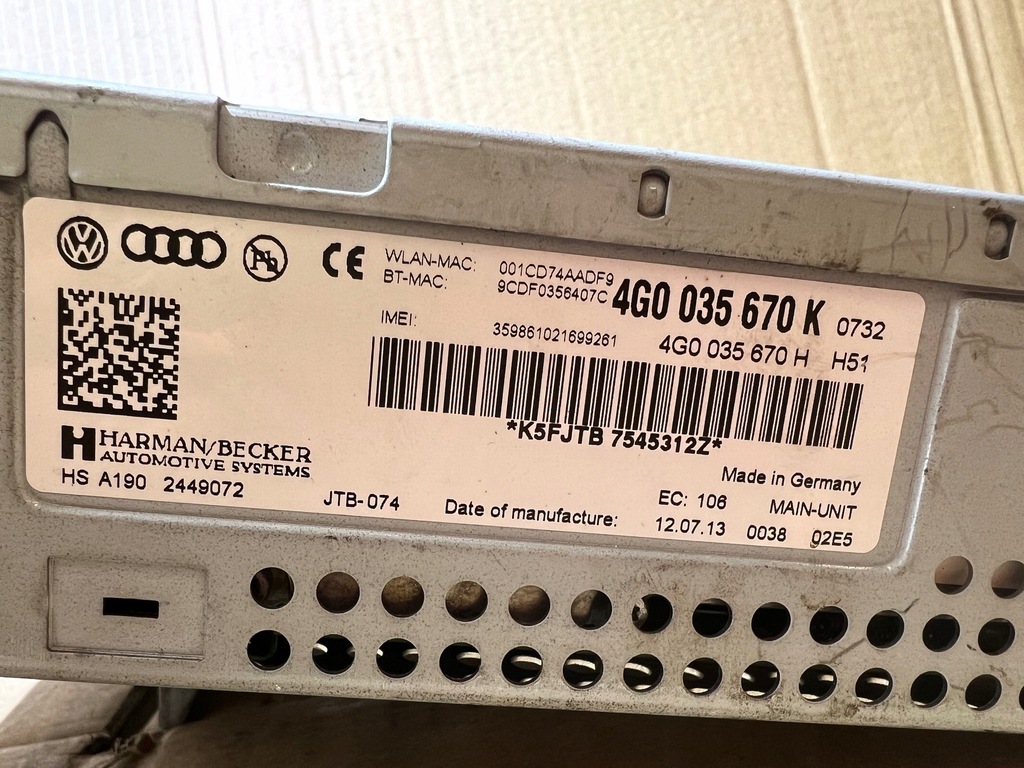 WLAN-MAC: 001CD74AADF9
BT-MAC: 9CDF0356407C
4G0 035 670 K 0732
IMEI: 359861021699261
4G0 035 670 H H51
*K5FJTB 7545312Z*
HARMAN/BECKER
AUTOMOTIVE SYSTEMS
HS A190 2449072
JTB-074
Made in Germany
EC: 106 MAIN-UNIT
Date of manufacture: 12.07.13 0038 02E5